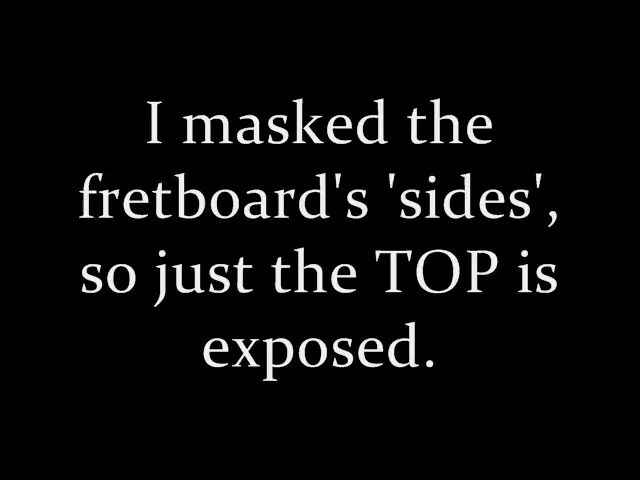 I masked the
fretboard's 'sides',
so just the TOP is
exposed.